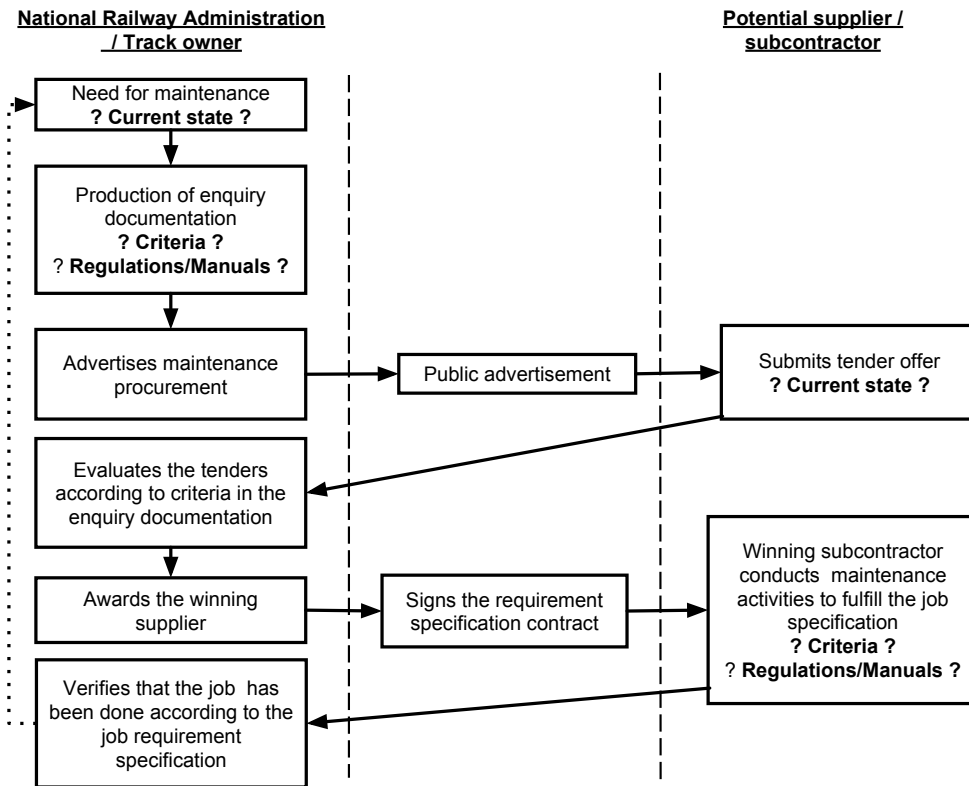 National Railway Administration
/ Track owner
Potential supplier /
subcontractor
Need for maintenance
? Current state ?
Production of enquiry
documentation
? Criteria ?
? Regulations/Manuals ?
Advertises maintenance
procurement
Public advertisement
Submits tender offer
? Current state ?
Evaluates the tenders
according to criteria in the
enquiry documentation
Awards the winning
supplier
Signs the requirement
specification contract
Winning subcontractor
conducts maintenance
activities to fulfill the job
specification
? Criteria ?
? Regulations/Manuals ?
Verifies that the job has
been done according to the
job requirement
specification